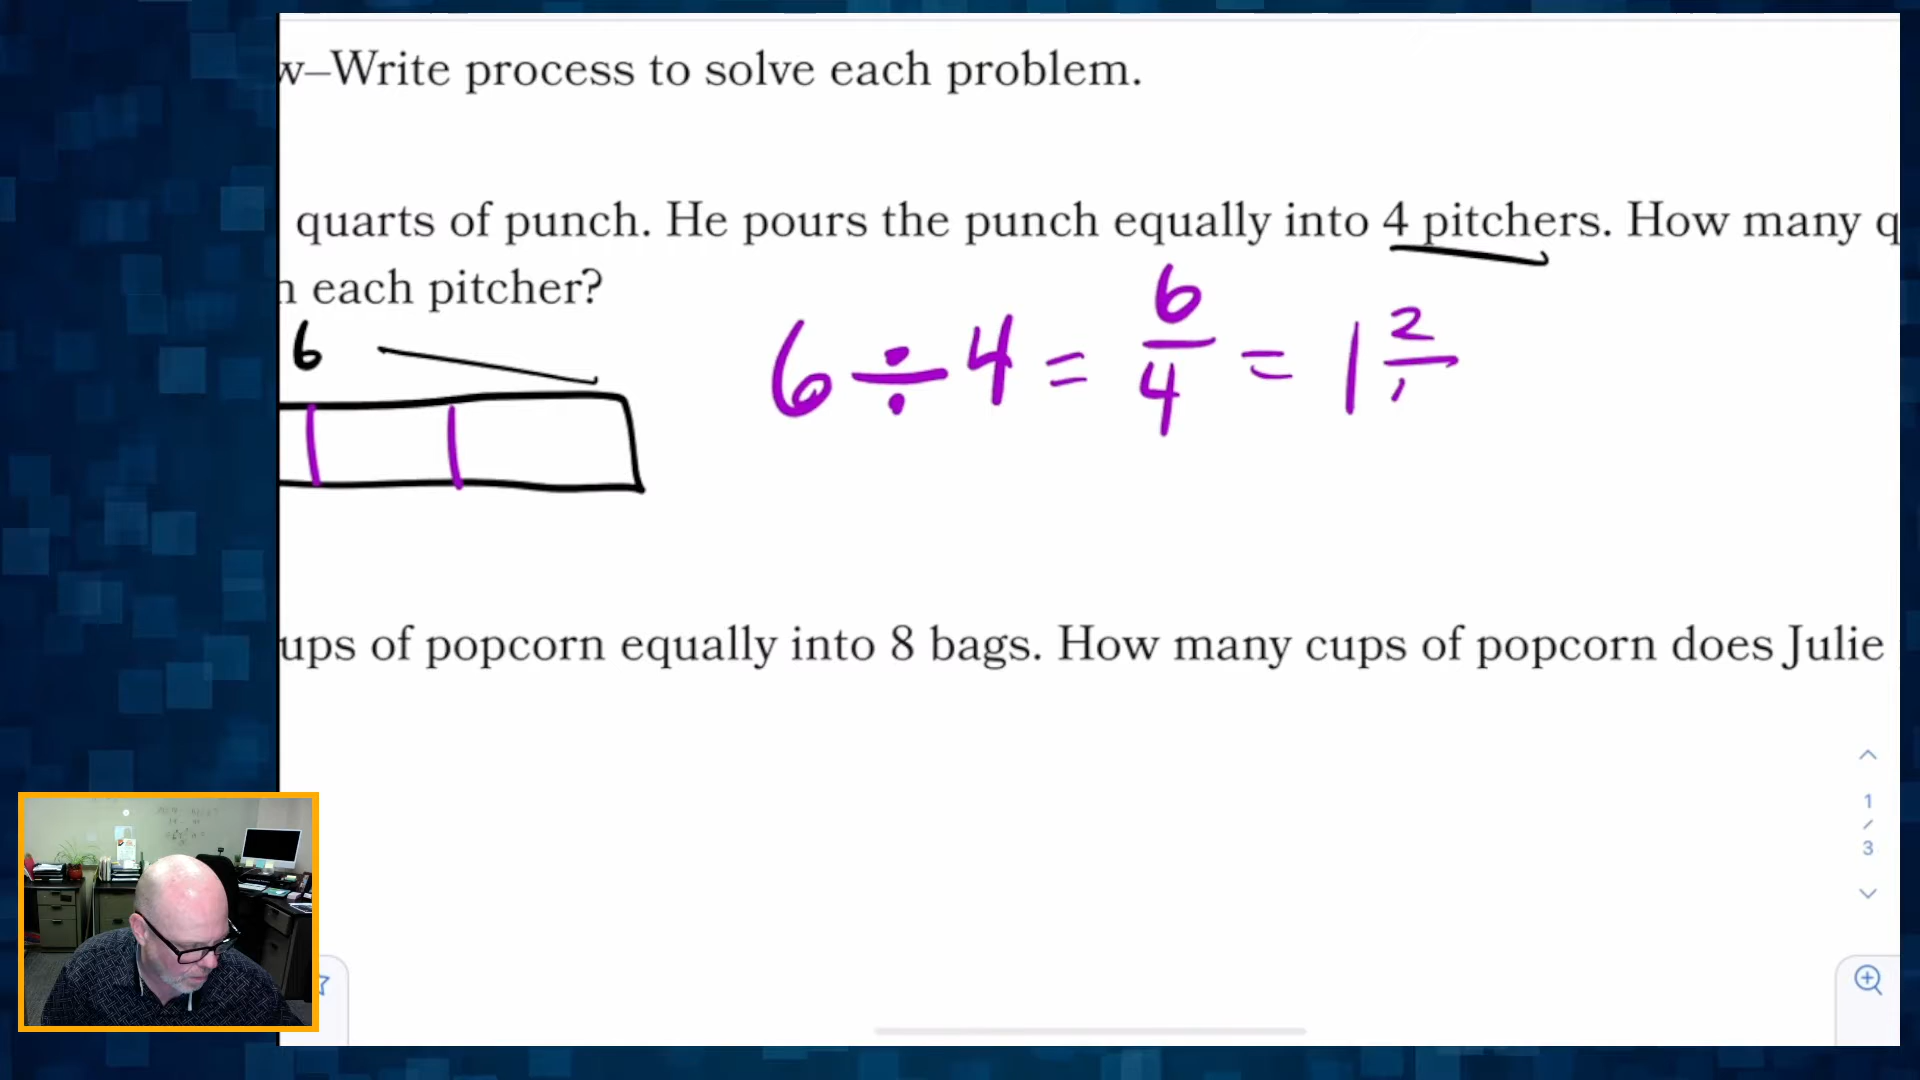 w–Write process to solve each problem.
quarts of punch. He pours the punch equally into 4 pitchers. How many q
n each pitcher?
6
6 ÷ 4 = 6/4 = 1 2/
ups of popcorn equally into 8 bags. How many cups of popcorn does Julie
1
/
3